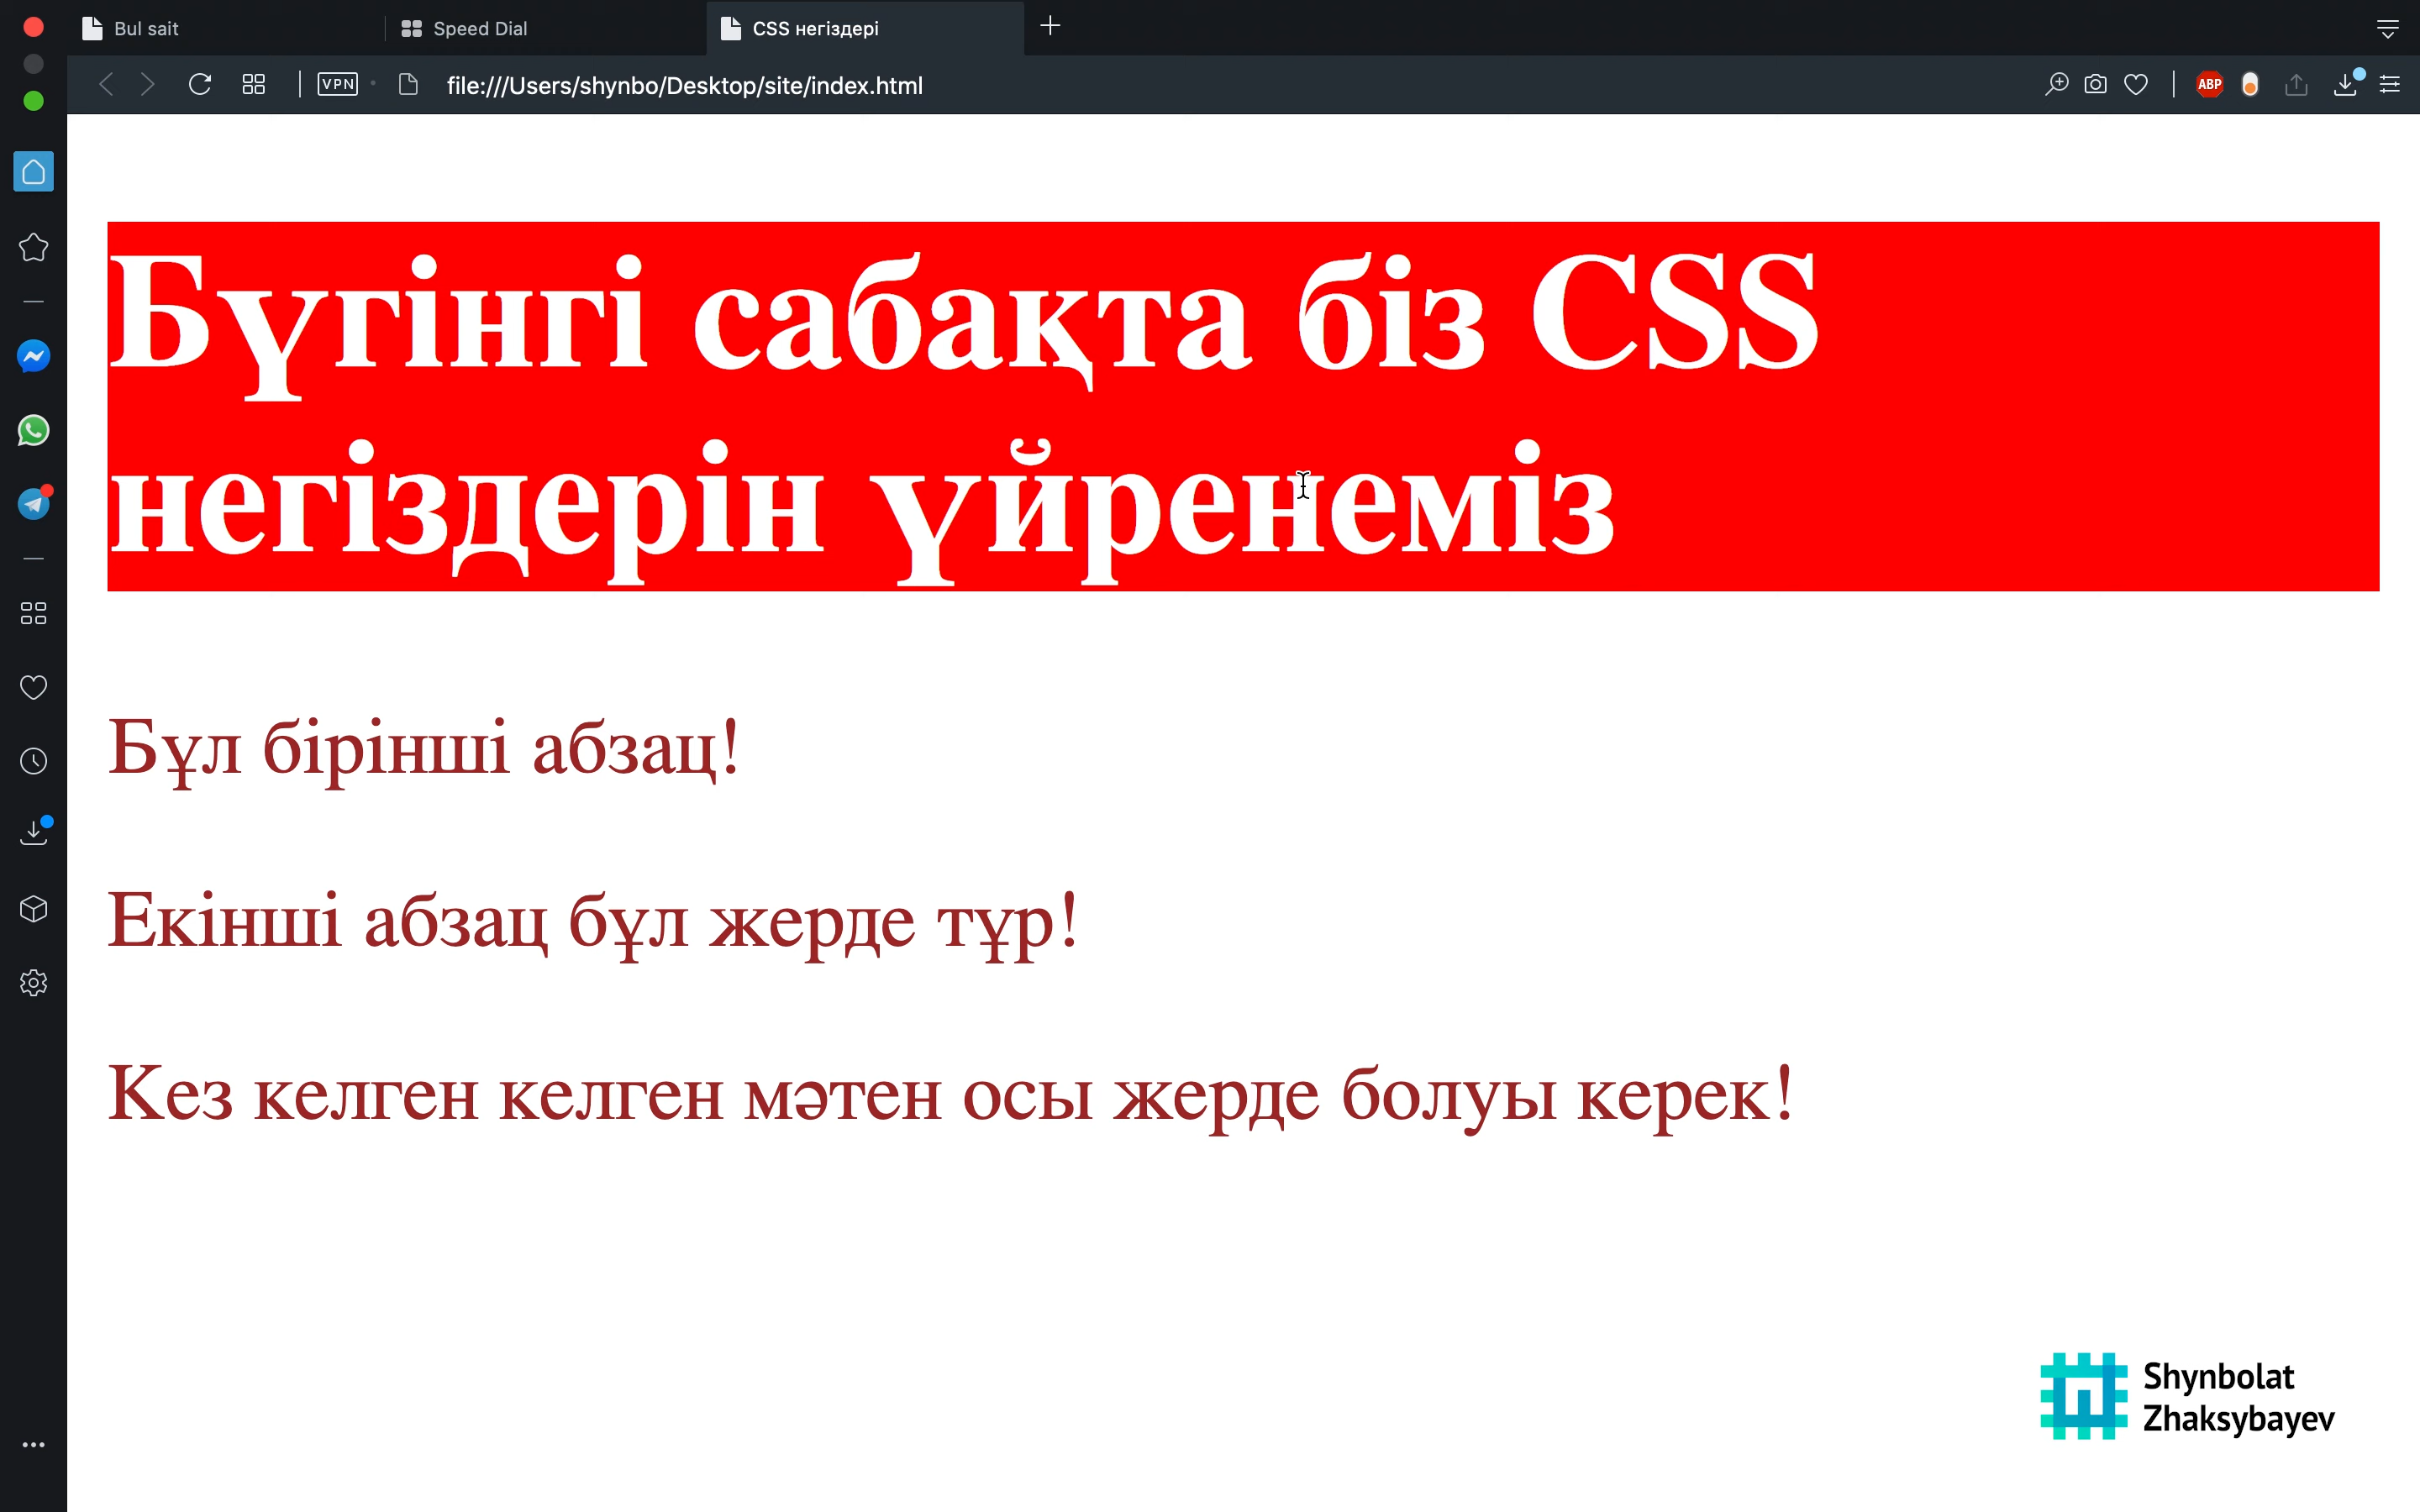 Bul sait
Speed Dial
CSS негіздері
VPN
file:///Users/shynbo/Desktop/site/index.html
ABP
Бүгінгі сабақта біз CSS
негіздерін үйренеміз
Бұл бірінші абзац!
Екінші абзац бұл жерде тұр!
Кез келген келген мәтен осы жерде болуы керек!
Shynbolat
Zhaksybayev